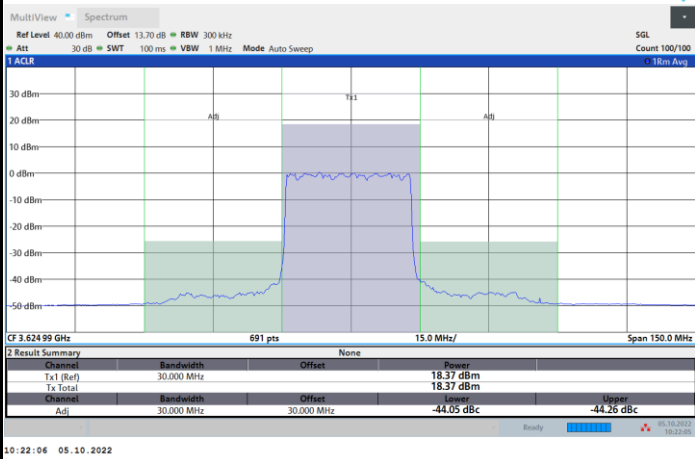 MultiView Spectrum
Ref Level 40.00 dBm Offset 13.70 dB RBW 300 kHz SGL
Att 30 dB SWT 100 ms VBW 1 MHz Mode Auto Sweep Count 100/100
1 ACLR 1Rm Avg
30 dBm
Tx1
20 dBm
Adj Adj
10 dBm
0 dBm
-10 dBm
-20 dBm
-30 dBm
-40 dBm
-50 dBm
CF 3.624 99 GHz 691 pts 15.0 MHz/ Span 150.0 MHz
2 Result Summary None
Channel Bandwidth Offset Power
Tx1 (Ref) 30.000 MHz 18.37 dBm
Tx Total 18.37 dBm
Channel Bandwidth Offset Lower Upper
Adj 30.000 MHz 30.000 MHz -44.05 dBc -44.26 dBc
Ready 05.10.2022
10:22:05
10:22:06 05.10.2022